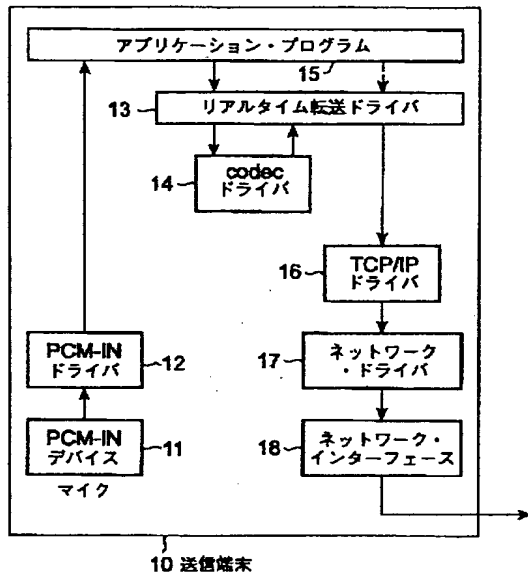 アプリケーション・プログラム
15
13
リアルタイム転送ドライバ
14
codec
ドライバ
16
TCP/IP
ドライバ
PCM-IN
ドライバ
12
17
ネットワーク
・ドライバ
PCM-IN
デバイス
11
18
ネットワーク・
インターフェース
マイク
10 送信端末